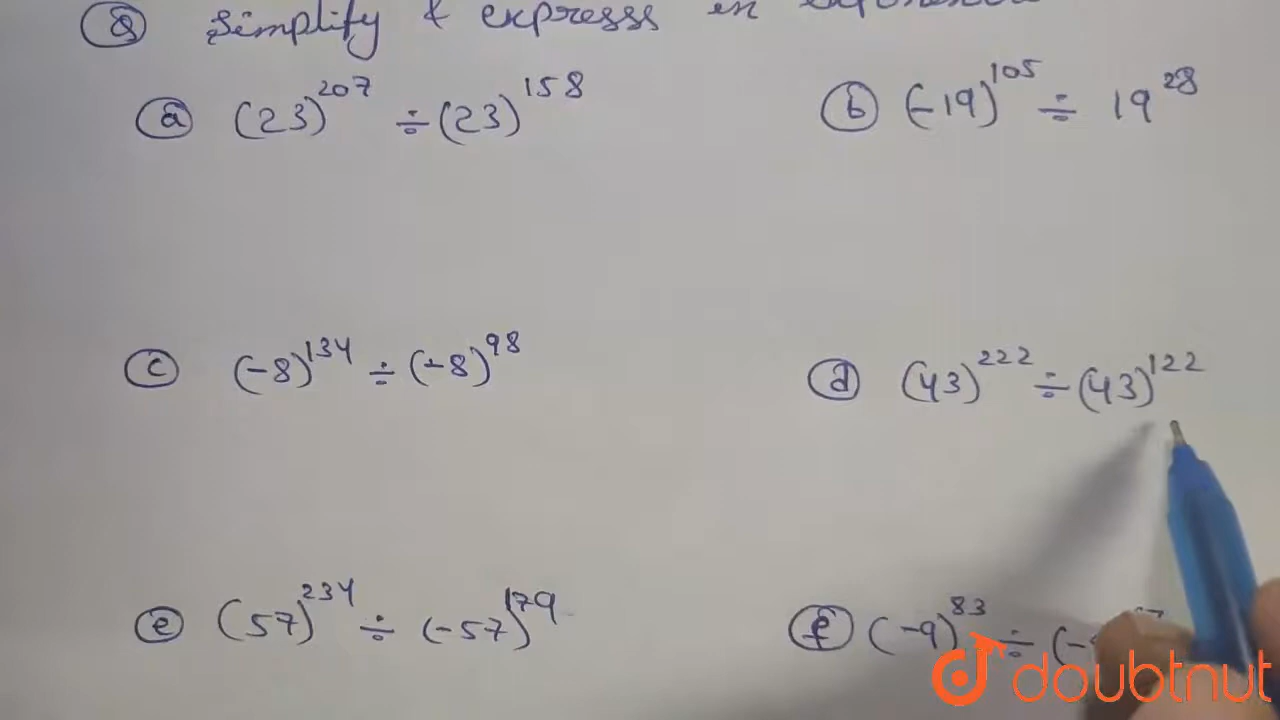 Q Simplify & expresss in
a (23)^207 ÷ (23)^158
b (-19)^105 ÷ 19^28
c (-8)^134 ÷ (-8)^98
d (43)^222 ÷ (43)^122
e (57)^234 ÷ (-57)^179
f (-9)^83 ÷ (-
doubtnut